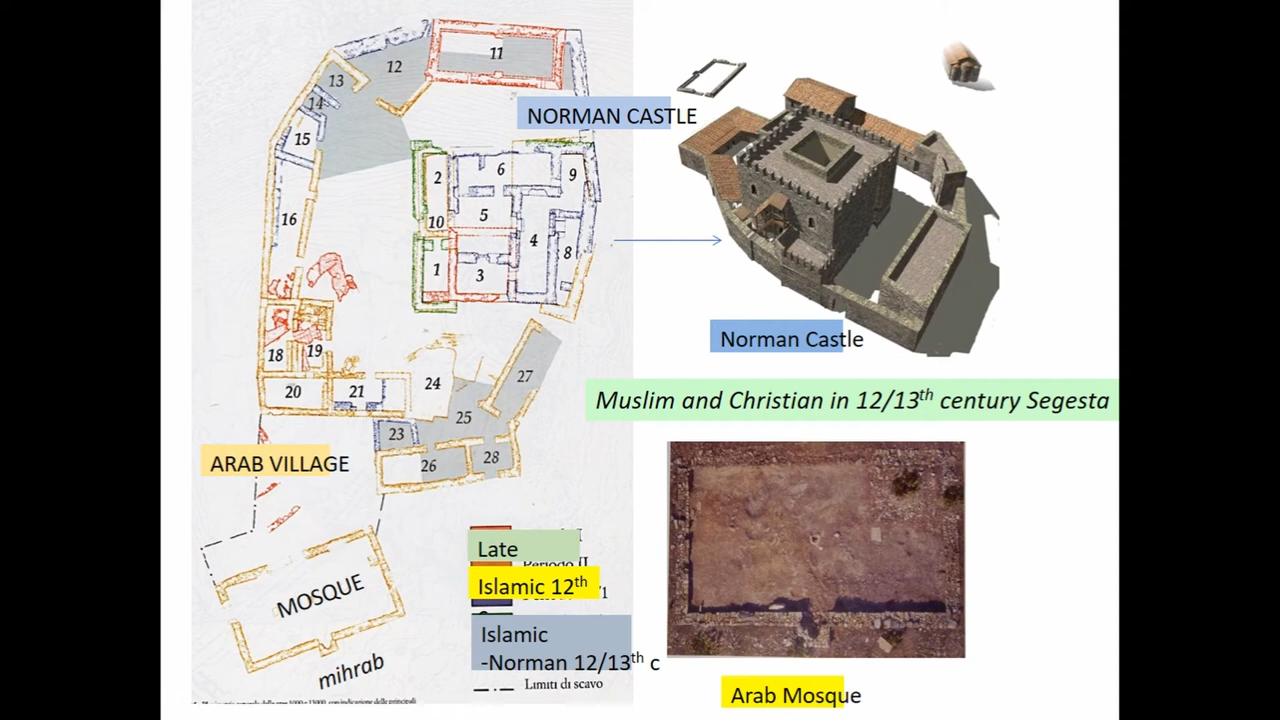 11
12
13
14
NORMAN CASTLE
15
2
6
9
16
10
5
4
8
1
3
Norman Castle
18
19
20
21
24
27
Muslim and Christian in 12/13th century Segesta
23
25
26
28
ARAB VILLAGE
Late
Periodo II
Islamic 12th
Islamic
-Norman 12/13th c
MOSQUE
mihrab
Limiti di scavo
Arab Mosque